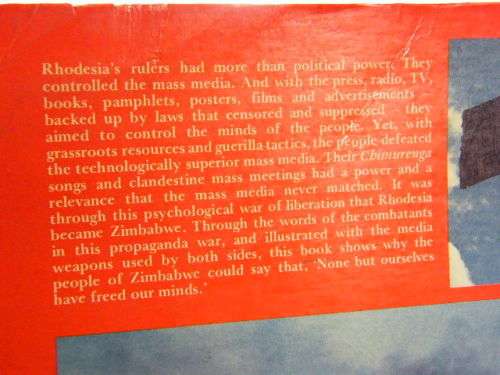 Rhodesia's rulers had more than political power. They
controlled the mass media. And with the press, radio, TV,
books, pamphlets, posters, films and advertisements
backed up by laws that censored and suppressed they
aimed to control the minds of the people. Yet, with
grassroots resources and guerilla tactics, the people defeated
the technologically superior mass media. Their Chimurenga
songs and clandestine mass meetings had a power and a
relevance that the mass media never matched. It was
through this psychological war of liberation that Rhodesia
became Zimbabwe. Through the words of the combatants
in this propaganda war, and illustrated with the media
weapons used by both sides, this book shows why the
people of Zimbabwe could say that, 'None but ourselves
have freed our minds.'